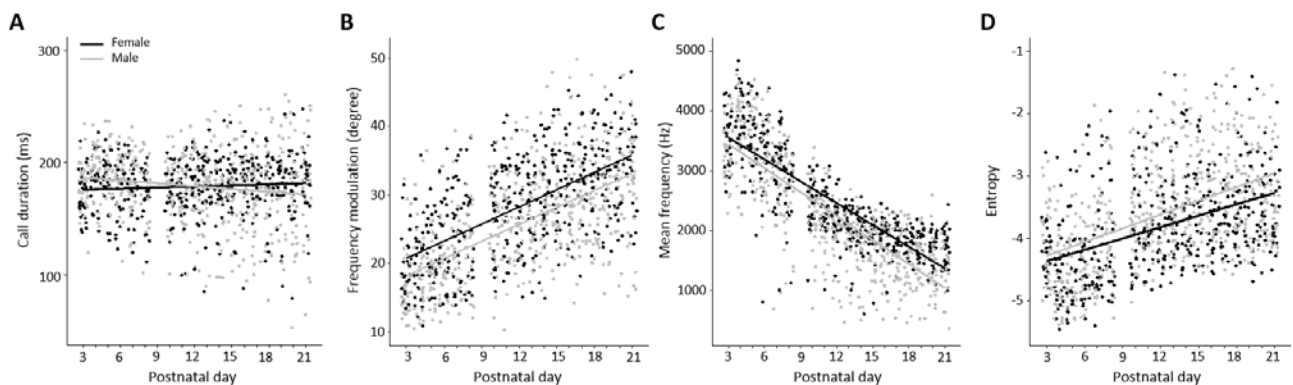 A
Female
Male
300
200
100
Call duration (ms)
3 6 9 12 15 18 21
Postnatal day
B
50
40
30
20
10
Frequency modulation (degree)
3 6 9 12 15 18 21
Postnatal day
C
5000
4000
3000
2000
1000
Mean frequency (Hz)
3 6 9 12 15 18 21
Postnatal day
D
-1
-2
-3
-4
-5
Entropy
3 6 9 12 15 18 21
Postnatal day